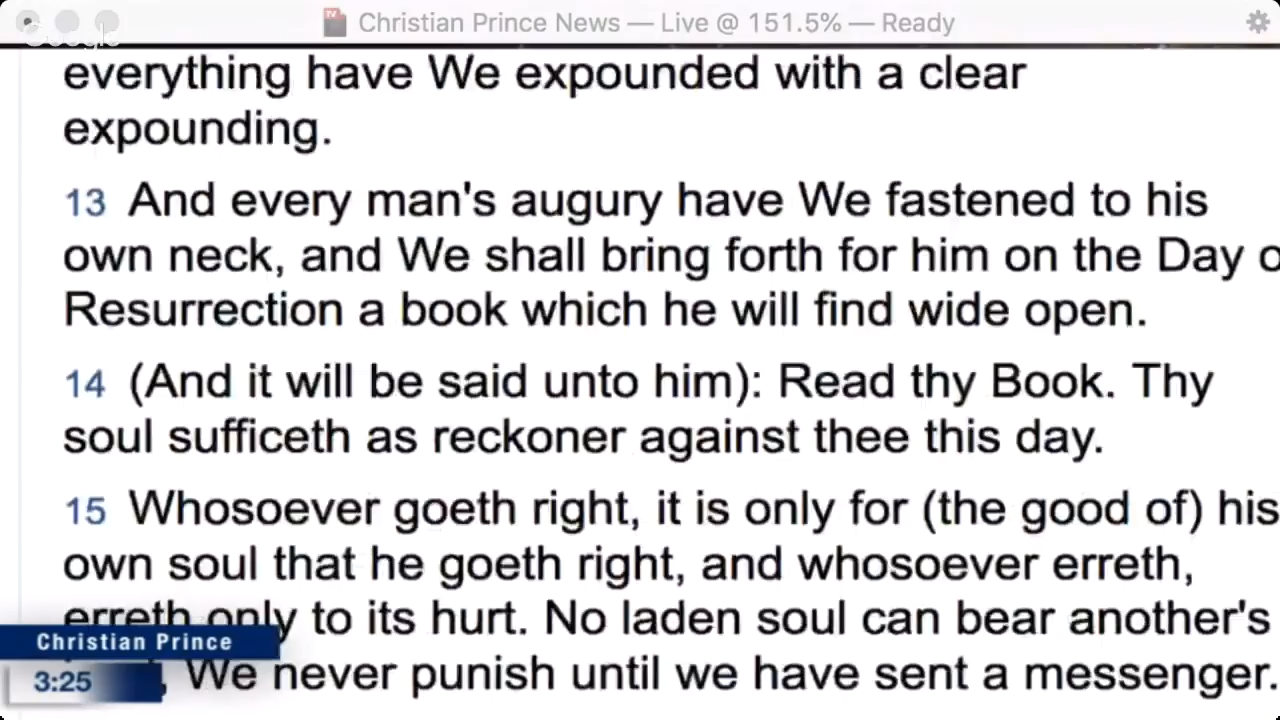 Christian Prince News — Live @ 151.5% — Ready
Google
everything have We expounded with a clear
expounding.
13 And every man's augury have We fastened to his
own neck, and We shall bring forth for him on the Day o
Resurrection a book which he will find wide open.
14 (And it will be said unto him): Read thy Book. Thy
soul sufficeth as reckoner against thee this day.
15 Whosoever goeth right, it is only for (the good of) his
own soul that he goeth right, and whosoever erreth,
erreth only to its hurt. No laden soul can bear another's
We never punish until we have sent a messenger.
Christian Prince
3:25